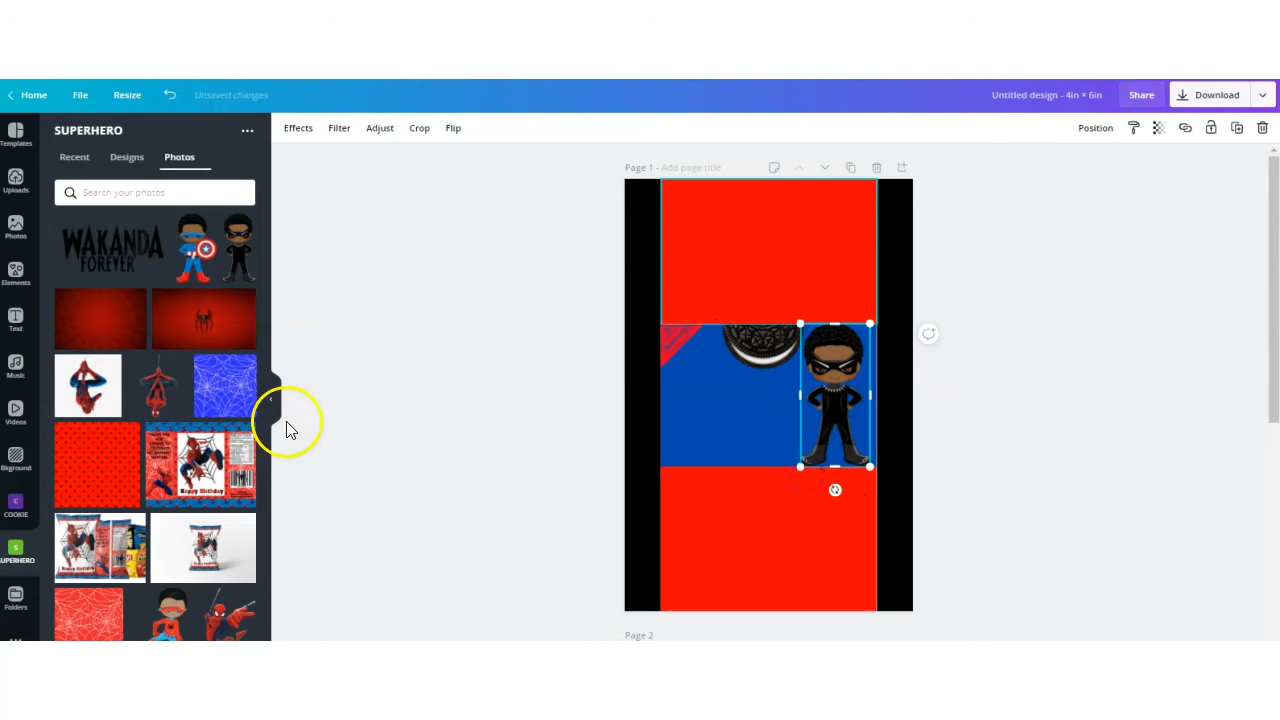 Home File Resize Unsaved changes Untitled design - 4in × 6in Share Download
Templates
Uploads
Photos
Elements
Text
Music
Videos
Bkground
COOKIE
SUPERHERO
Folders
SUPERHERO
Recent Designs Photos
Search your photos
WAKANDA
FOREVER
Happy Birthday
Effects Filter Adjust Crop Flip Position
Page 1 - Add page title
Page 2